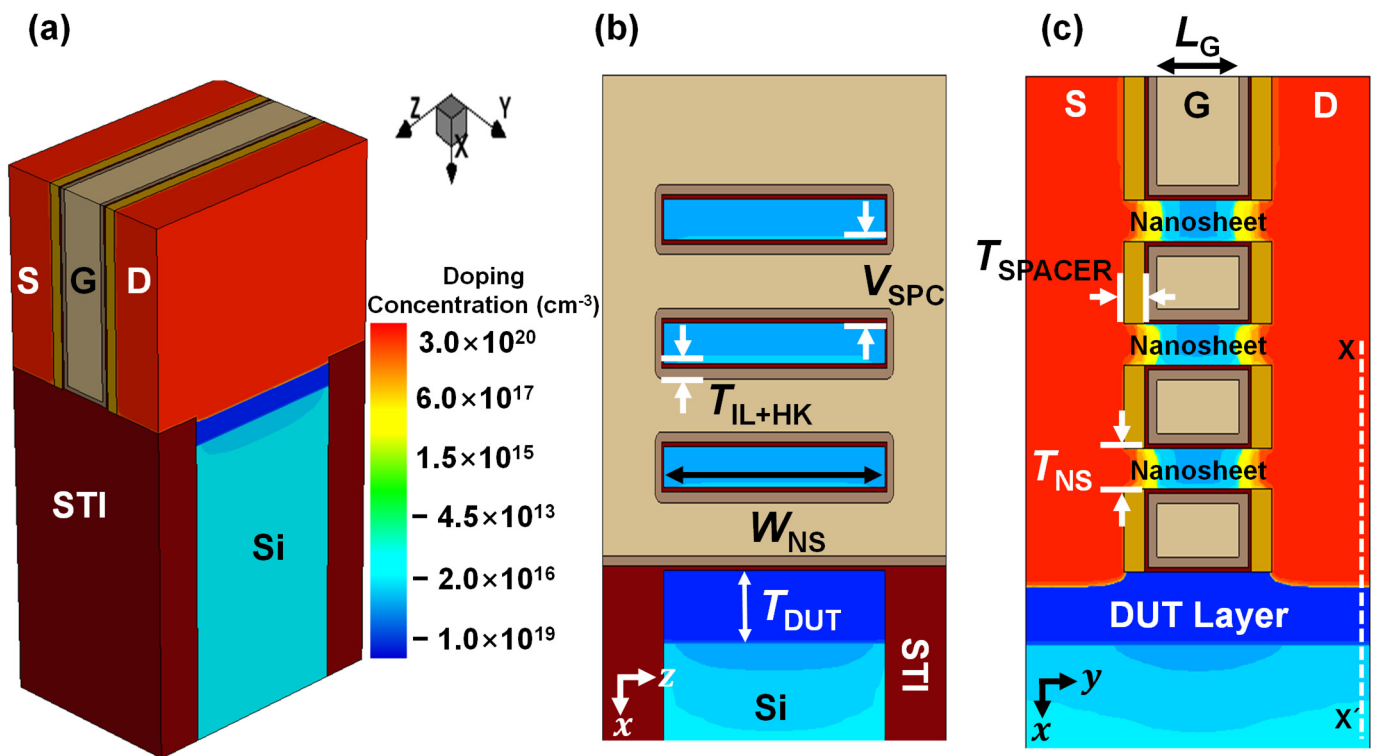 (a)
Z
Y
X
S
G
D
STI
Si
Doping
Concentration (cm⁻³)
3.0×10²⁰
6.0×10¹⁷
1.5×10¹⁵
− 4.5×10¹³
− 2.0×10¹⁶
− 1.0×10¹⁹
(b)
V_SPC
T_IL+HK
W_NS
T_DUT
STI
Si
z
x
(c)
L_G
S
G
D
Nanosheet
T_SPACER
Nanosheet
X
T_NS
Nanosheet
DUT Layer
y
x
X´